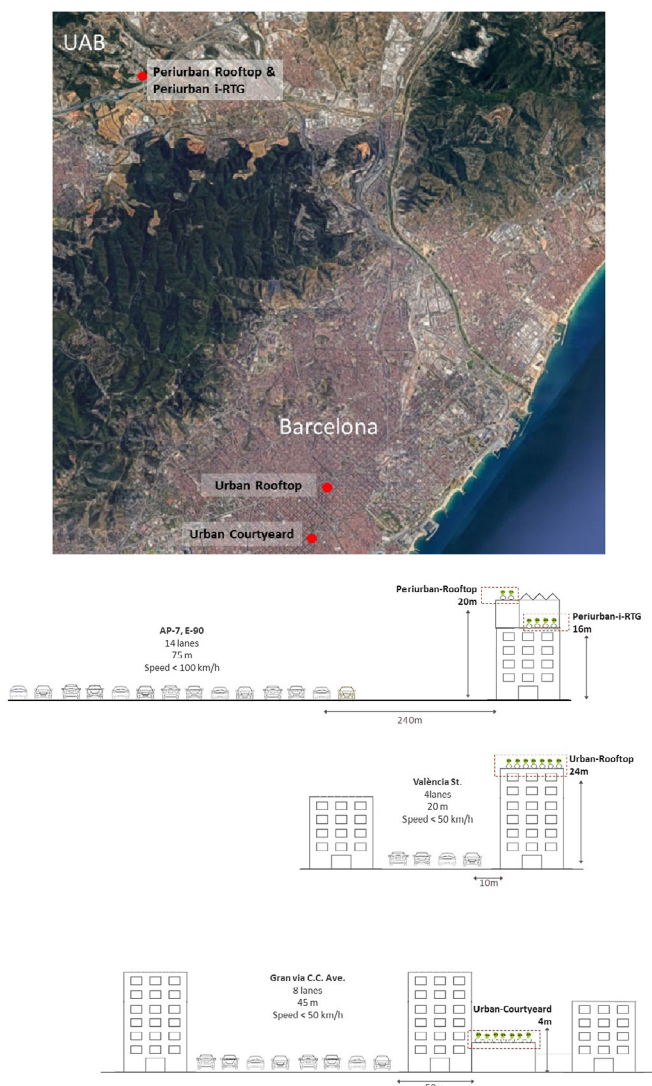 UAB
Periurban Rooftop &
Periurban i-RTG
Barcelona
Urban Rooftop
Urban Courtyeard
Periurban-Rooftop
20m
Periurban-i-RTG
16m
AP-7, E-90
14 lanes
75 m
Speed < 100 km/h
240m
Urban-Rooftop
24m
València St.
4lanes
20 m
Speed < 50 km/h
10m
Gran via C.C. Ave.
8 lanes
45 m
Speed < 50 km/h
Urban-Courtyeard
4m